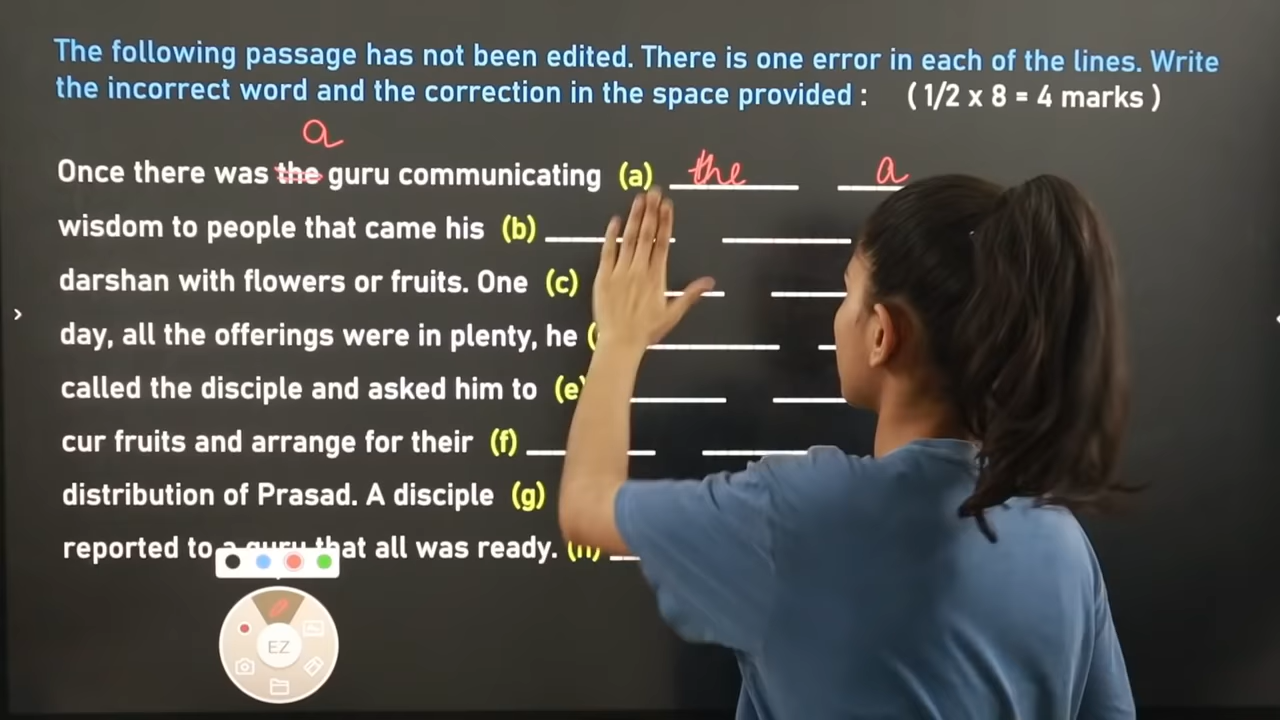 The following passage has not been edited. There is one error in each of the lines. Write
the incorrect word and the correction in the space provided : ( 1/2 x 8 = 4 marks )
a
Once there was the guru communicating (a) the a
wisdom to people that came his (b)
darshan with flowers or fruits. One (c)
day, all the offerings were in plenty, he (
called the disciple and asked him to (e)
cur fruits and arrange for their (f)
distribution of Prasad. A disciple (g)
reported to a guru that all was ready. (h)
EZ